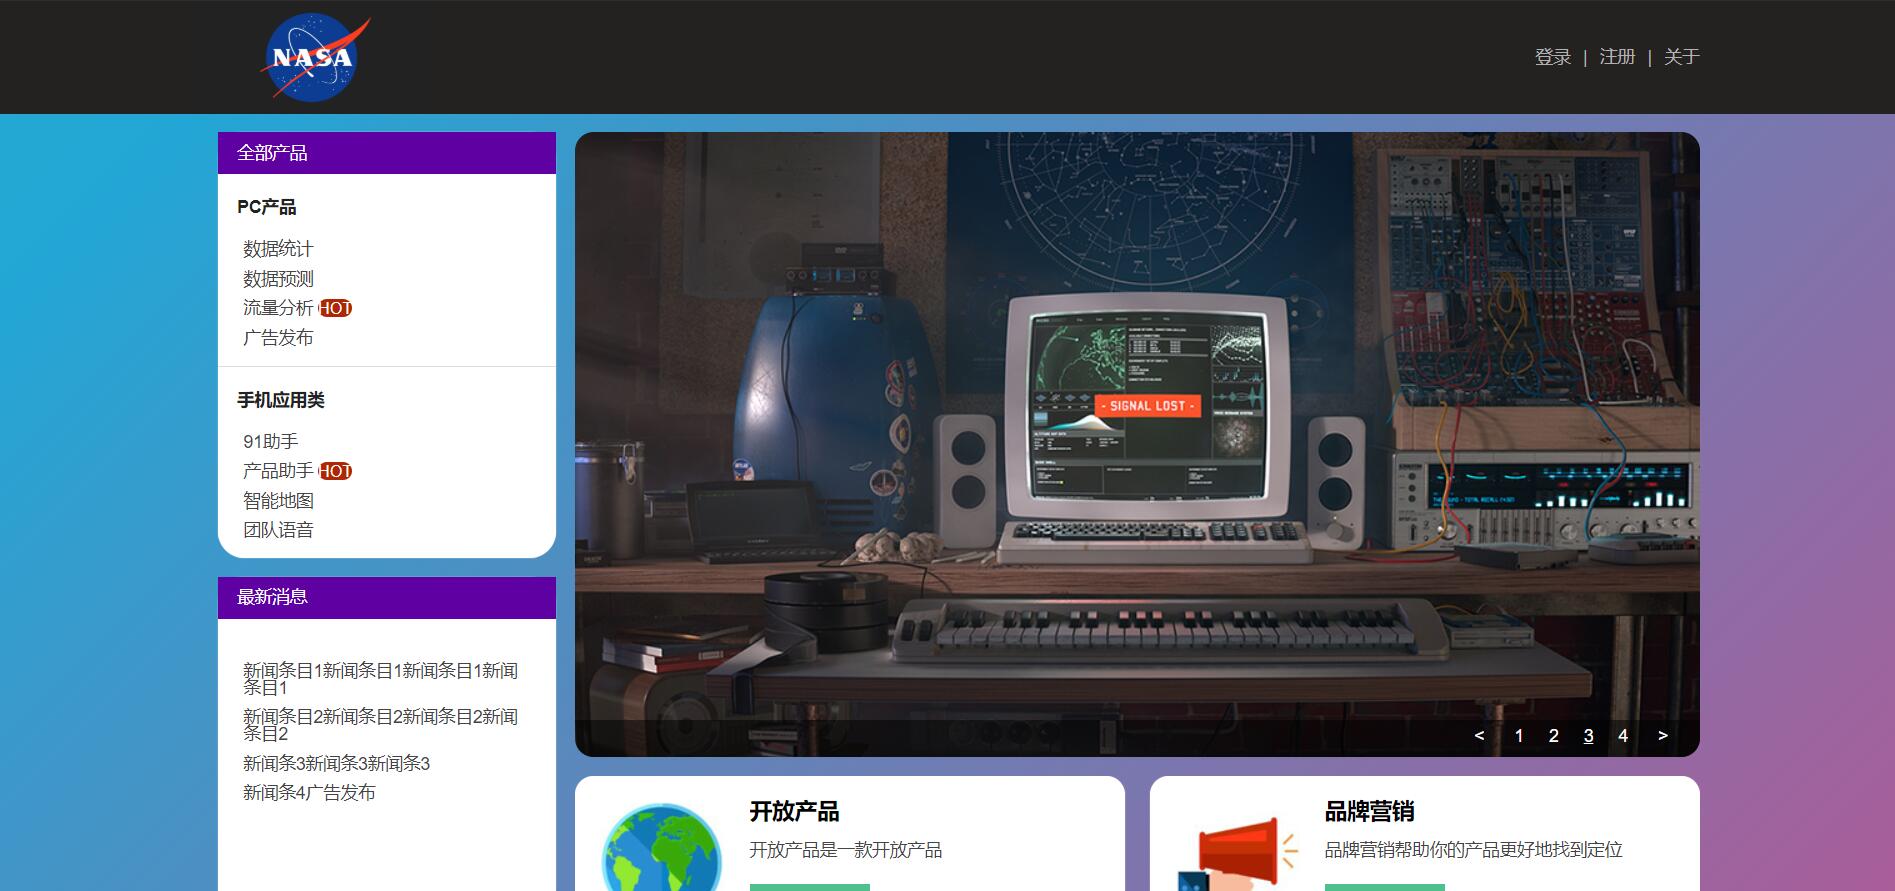 NASA
登录 | 注册 | 关于
全部产品
PC产品
数据统计
数据预测
流量分析 HOT
广告发布
手机应用类
91助手
产品助手 HOT
智能地图
团队语音
最新消息
新闻条目1新闻条目1新闻条目1新闻
条目1
新闻条目2新闻条目2新闻条目2新闻
条目2
新闻条3新闻条3新闻条3
新闻条4广告发布
- SIGNAL LOST -
< 1 2 3 4 >
开放产品
开放产品是一款开放产品
品牌营销
品牌营销帮助你的产品更好地找到定位